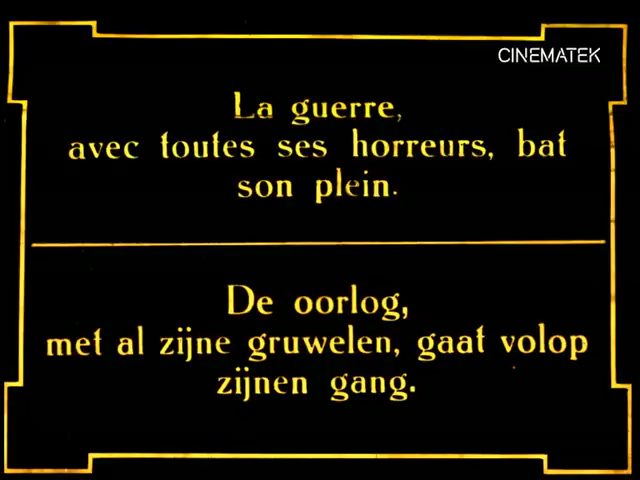 CINEMATEK
La guerre,
avec toutes ses horreurs, bat
son plein.
De oorlog,
met al zijne gruwelen, gaat volop
zijnen gang.